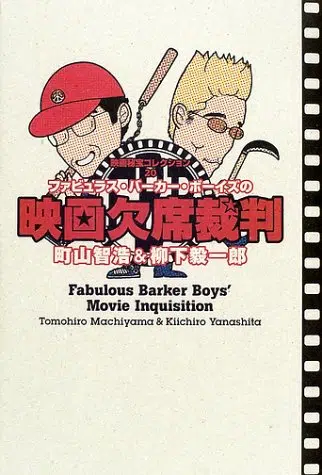 映画秘宝コレクション
20
ファビュラス・バーカー・ボーイズの
映画欠席裁判
町山智浩&柳下毅一郎
Fabulous Barker Boys'
Movie Inquisition
Tomohiro Machiyama & Kiichiro Yanashita